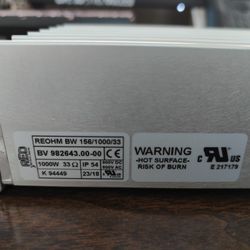 REOHM BW 156/1000/33
BV 982643.00-00
1000W 33 Ω IP 54
K 94449 23/18
WARNING
-HOT SURFACE-
RISK OF BURN
C US
E 217179